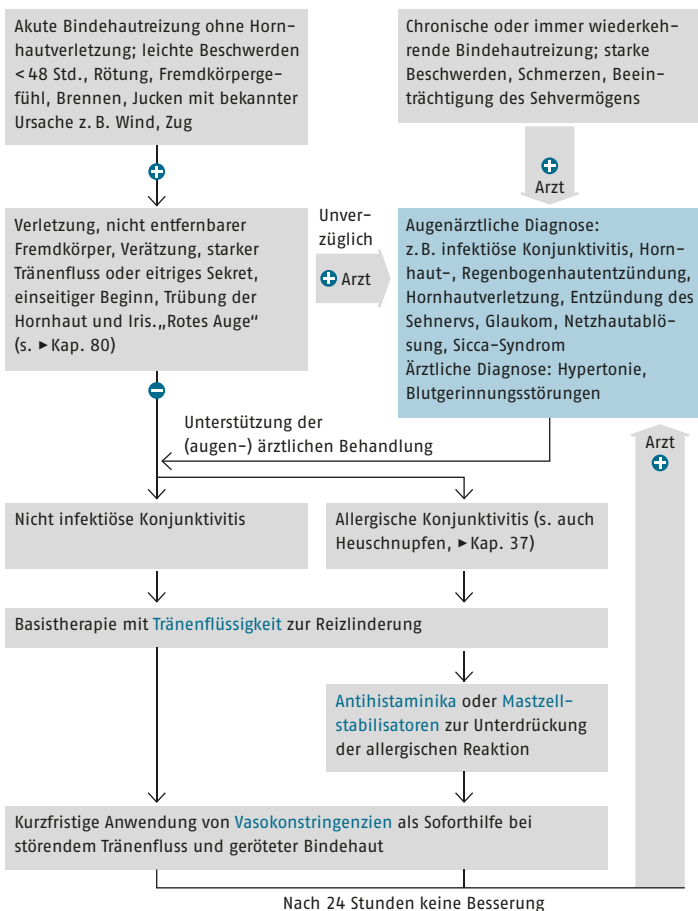 Akute Bindehautreizung ohne Horn-
hautverletzung; leichte Beschwerden
< 48 Std., Rötung, Fremdkörperge-
fühl, Brennen, Jucken mit bekannter
Ursache z. B. Wind, Zug
Chronische oder immer wiederkeh-
rende Bindehautreizung; starke
Beschwerden, Schmerzen, Beein-
trächtigung des Sehvermögens
Arzt
Verletzung, nicht entfernbarer
Fremdkörper, Verätzung, starker
Tränenfluss oder eitriges Sekret,
einseitiger Beginn, Trübung der
Hornhaut und Iris. „Rotes Auge“
(s. ►Kap. 80)
Unver-
züglich
Arzt
Augenärztliche Diagnose:
z. B. infektiöse Konjunktivitis, Horn-
haut-, Regenbogenhautentzündung,
Hornhautverletzung, Entzündung des
Sehnervs, Glaukom, Netzhautablö-
sung, Sicca-Syndrom
Ärztliche Diagnose: Hypertonie,
Blutgerinnungsstörungen
Unterstützung der
(augen-) ärztlichen Behandlung
Arzt
Nicht infektiöse Konjunktivitis
Allergische Konjunktivitis (s. auch
Heuschnupfen, ►Kap. 37)
Basistherapie mit Tränenflüssigkeit zur Reizlinderung
Antihistaminika oder Mastzell-
stabilisatoren zur Unterdrückung
der allergischen Reaktion
Kurzfristige Anwendung von Vasokonstringenzien als Soforthilfe bei
störendem Tränenfluss und geröteter Bindehaut
Nach 24 Stunden keine Besserung